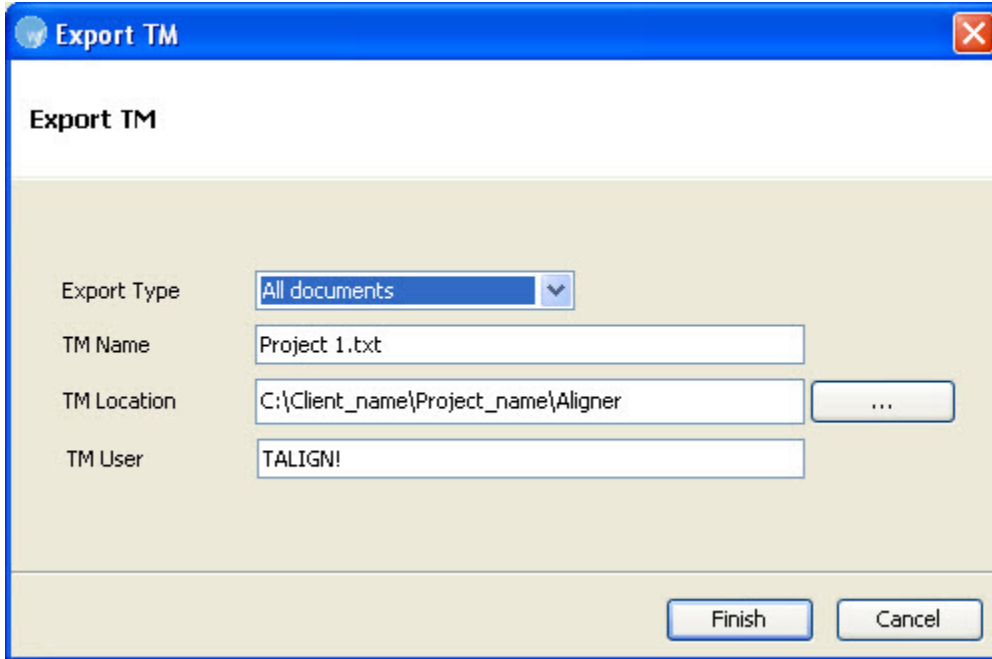 Export TM
Export TM
Export Type All documents
TM Name Project 1.txt
TM Location C:\Client_name\Project_name\Aligner ...
TM User TALIGN!
Finish Cancel